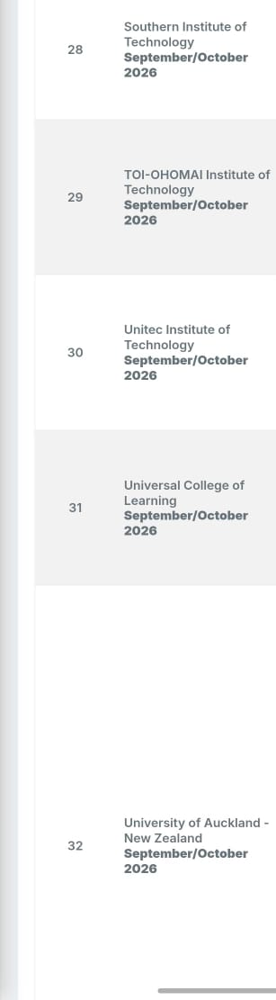 28
Southern Institute of
Technology
September/October
2026
29
TOI-OHOMAI Institute of
Technology
September/October
2026
30
Unitec Institute of
Technology
September/October
2026
31
Universal College of
Learning
September/October
2026
32
University of Auckland -
New Zealand
September/October
2026